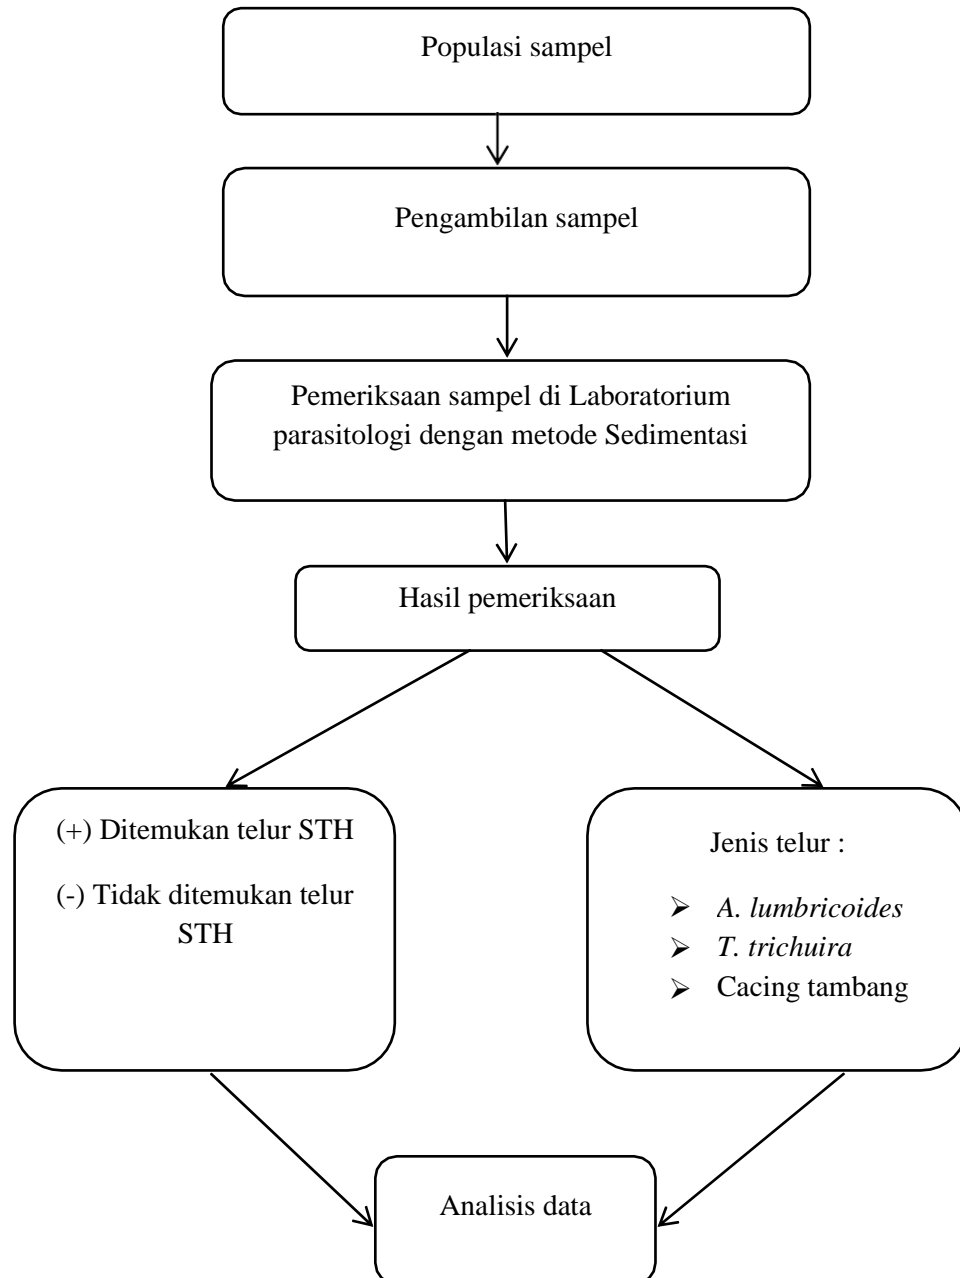 Populasi sampel
Pengambilan sampel
Pemeriksaan sampel di Laboratorium
parasitologi dengan metode Sedimentasi
Hasil pemeriksaan
(+) Ditemukan telur STH
(-) Tidak ditemukan telur
STH
Jenis telur :
➢ A. lumbricoides
➢ T. trichuira
➢ Cacing tambang
Analisis data